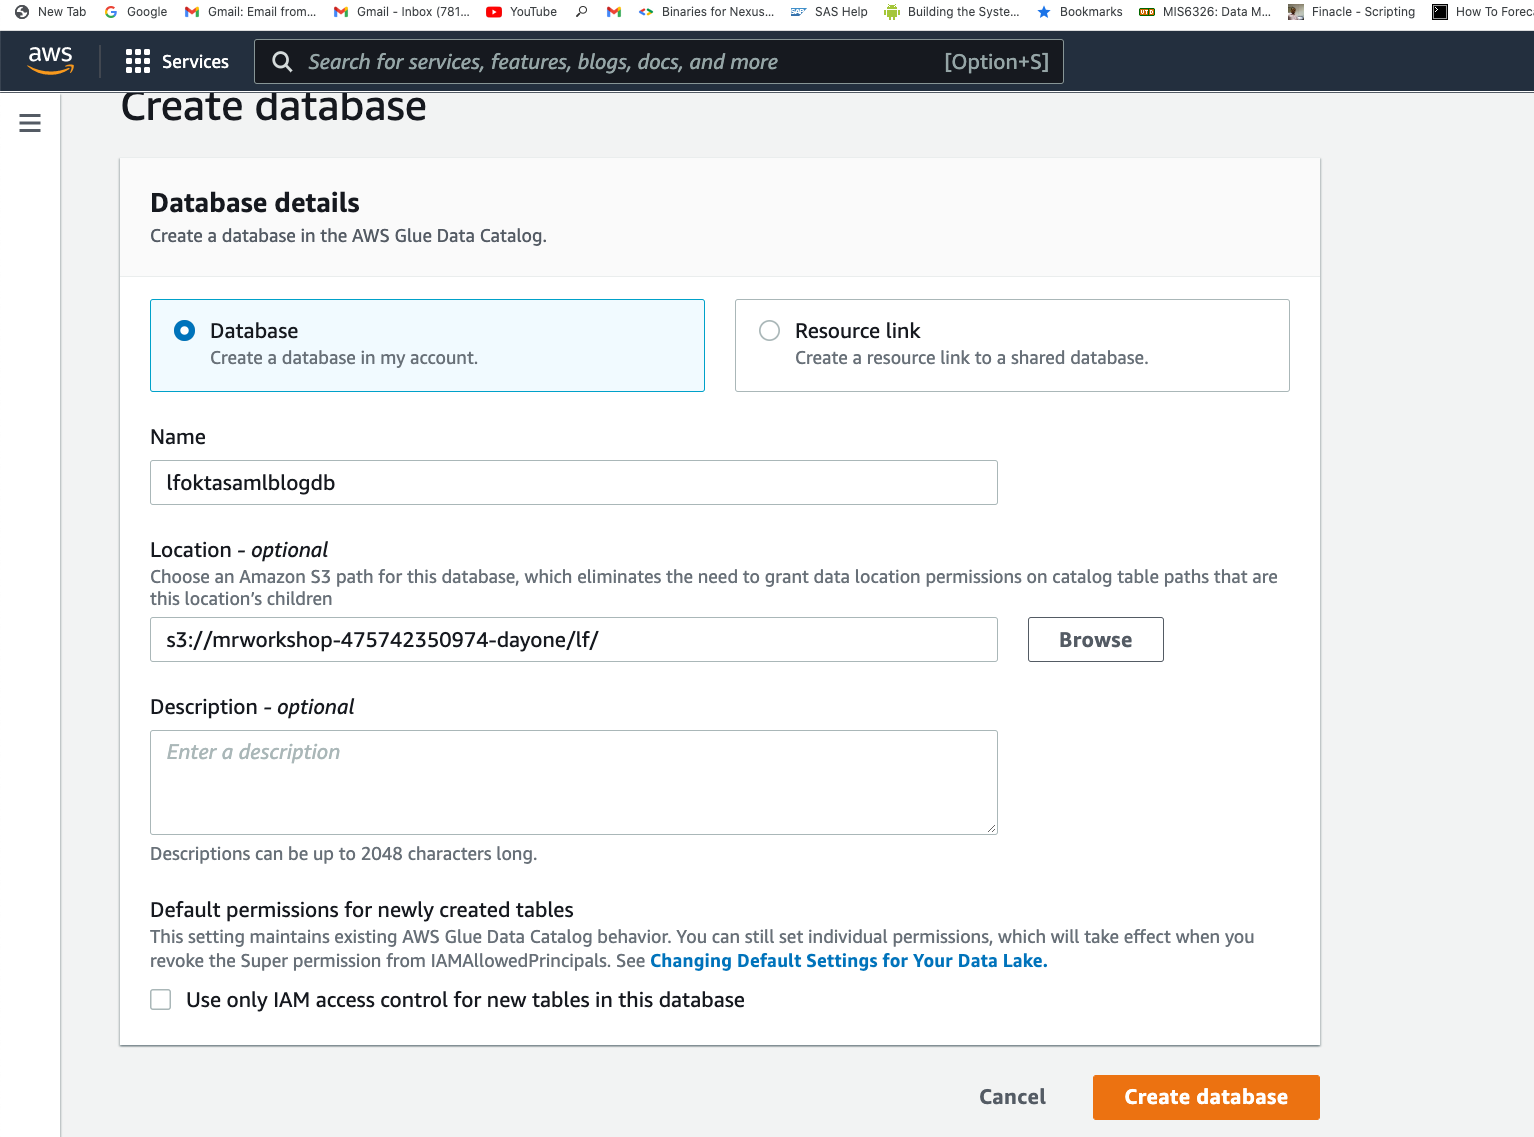 New Tab Google Gmail: Email from... Gmail - Inbox (781... YouTube Binaries for Nexus... SAP SAS Help Building the Syste... Bookmarks UTD MIS6326: Data M... Finacle - Scripting How To Forec
aws Services Search for services, features, blogs, docs, and more [Option+S]
Create database
Database details
Create a database in the AWS Glue Data Catalog.
Database Resource link
Create a database in my account. Create a resource link to a shared database.
Name
lfoktasamlblogdb
Location - optional
Choose an Amazon S3 path for this database, which eliminates the need to grant data location permissions on catalog table paths that are
this location’s children
s3://mrworkshop-475742350974-dayone/lf/ Browse
Description - optional
Enter a description
Descriptions can be up to 2048 characters long.
Default permissions for newly created tables
This setting maintains existing AWS Glue Data Catalog behavior. You can still set individual permissions, which will take effect when you
revoke the Super permission from IAMAllowedPrincipals. See Changing Default Settings for Your Data Lake.
Use only IAM access control for new tables in this database
Cancel Create database